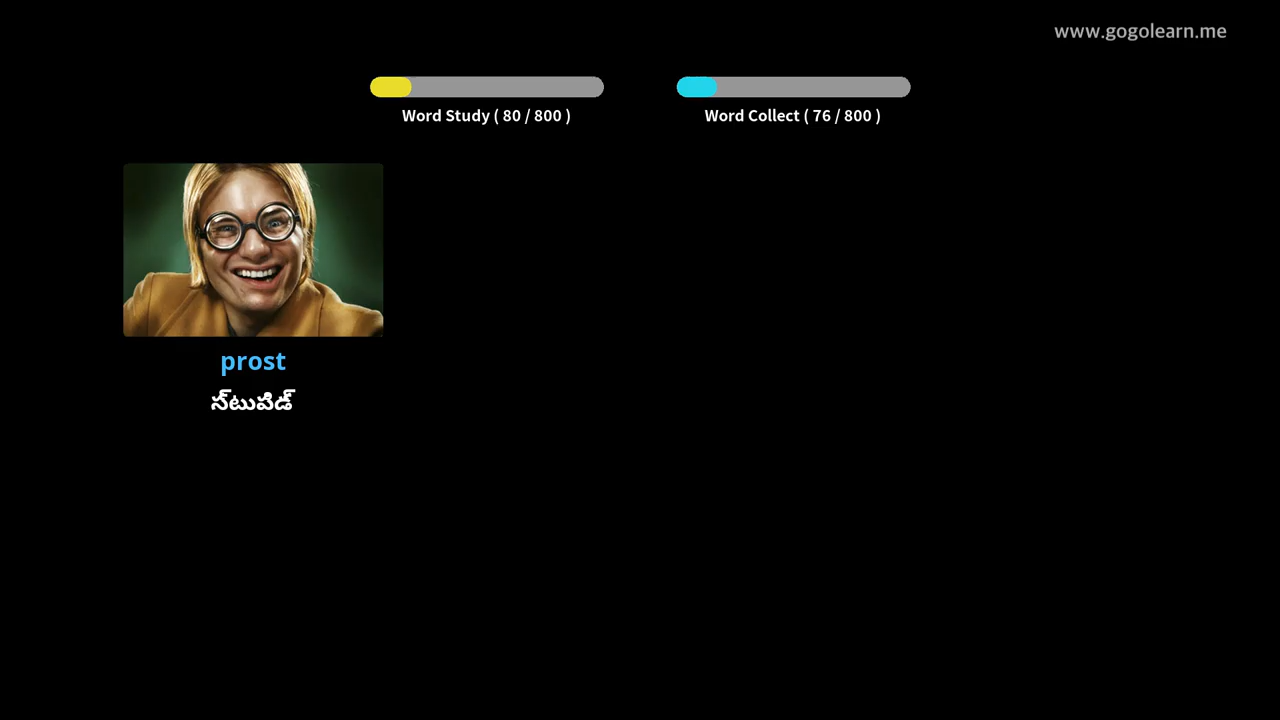 www.gogolearn.me
Word Study ( 80 / 800 )
Word Collect ( 76 / 800 )
prost
స్‌టుపిడ్